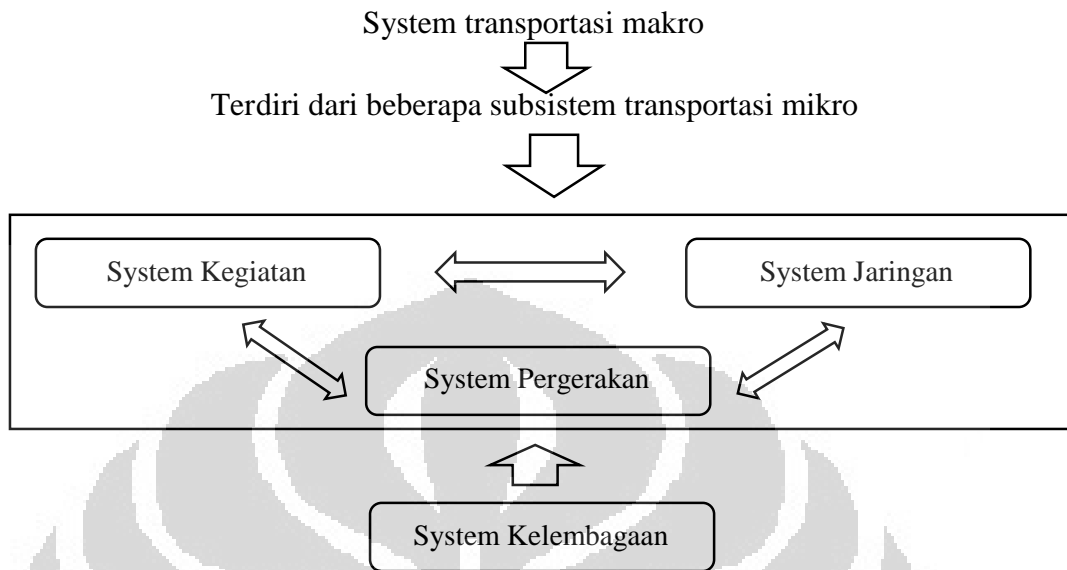 System transportasi makro
Terdiri dari beberapa subsistem transportasi mikro
System Kegiatan
System Jaringan
System Pergerakan
System Kelembagaan